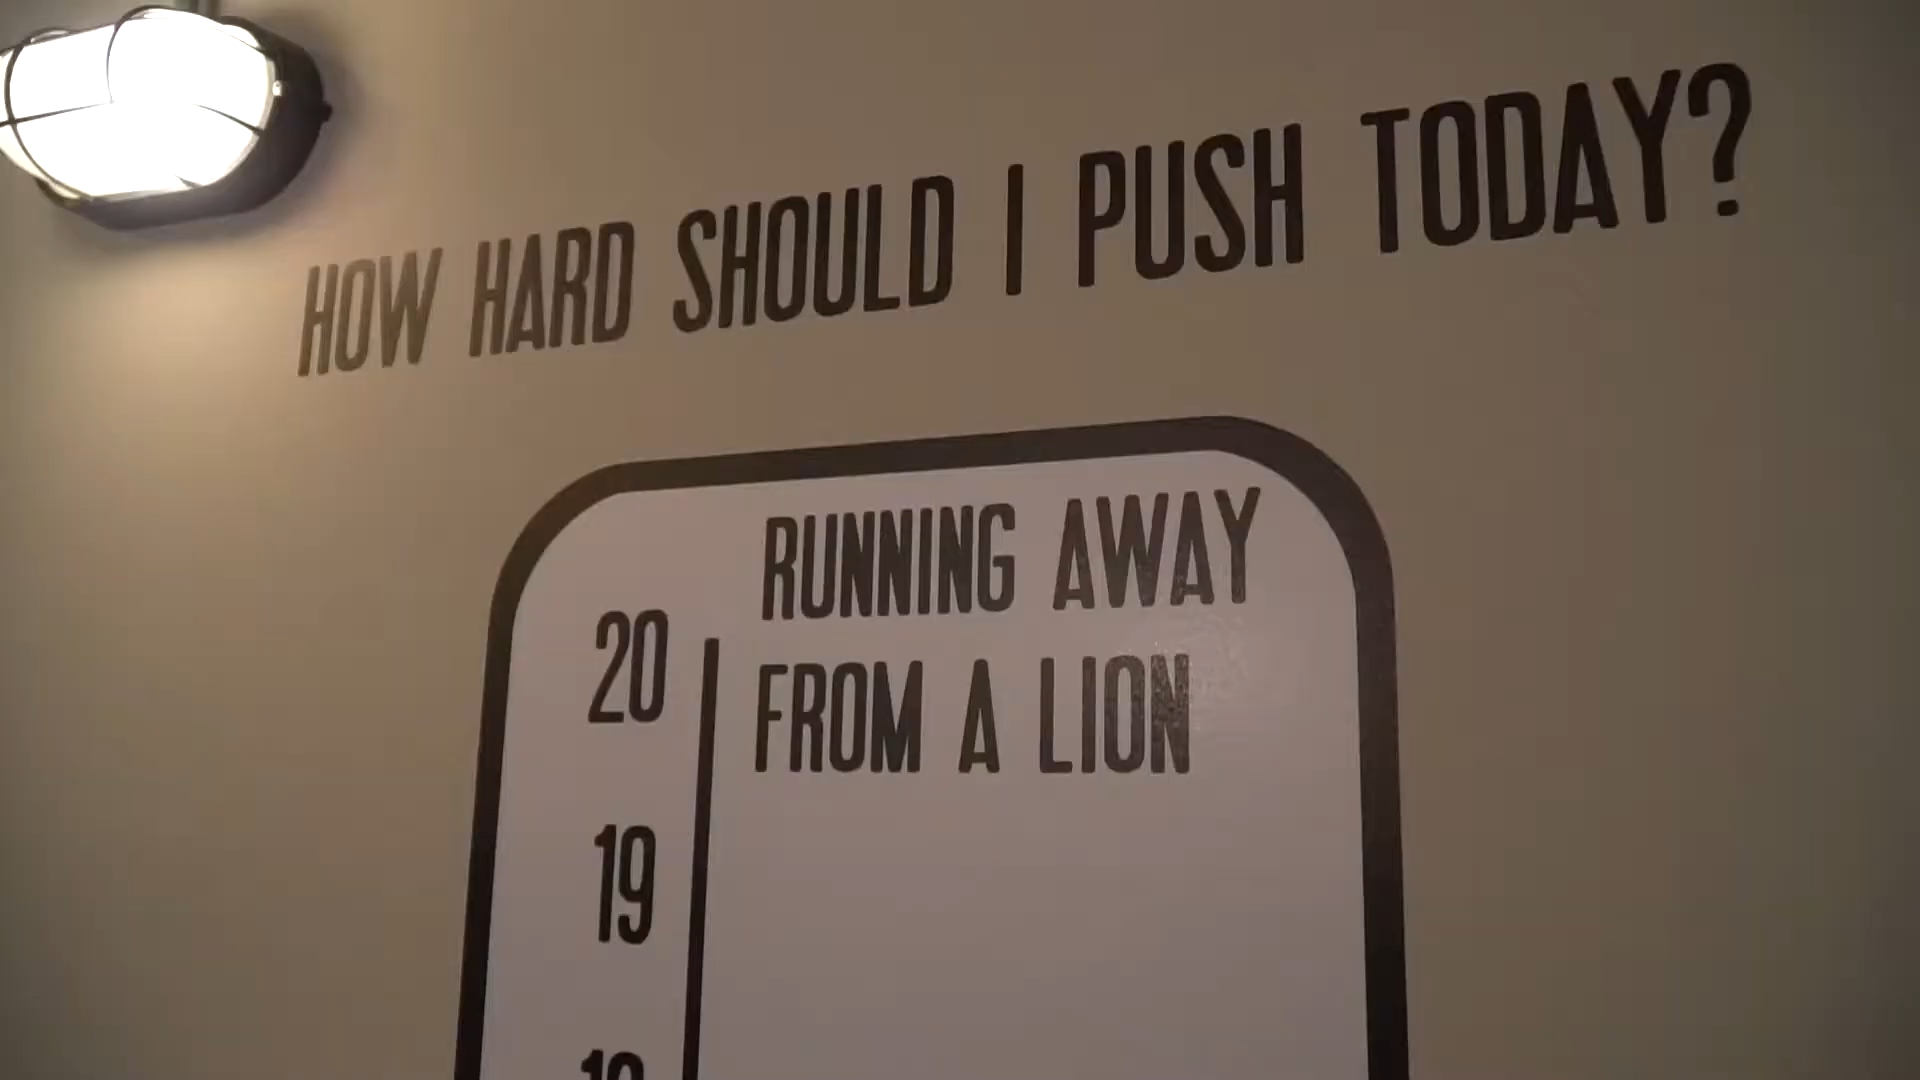 HOW HARD SHOULD I PUSH TODAY?
RUNNING AWAY
FROM A LION
20
19